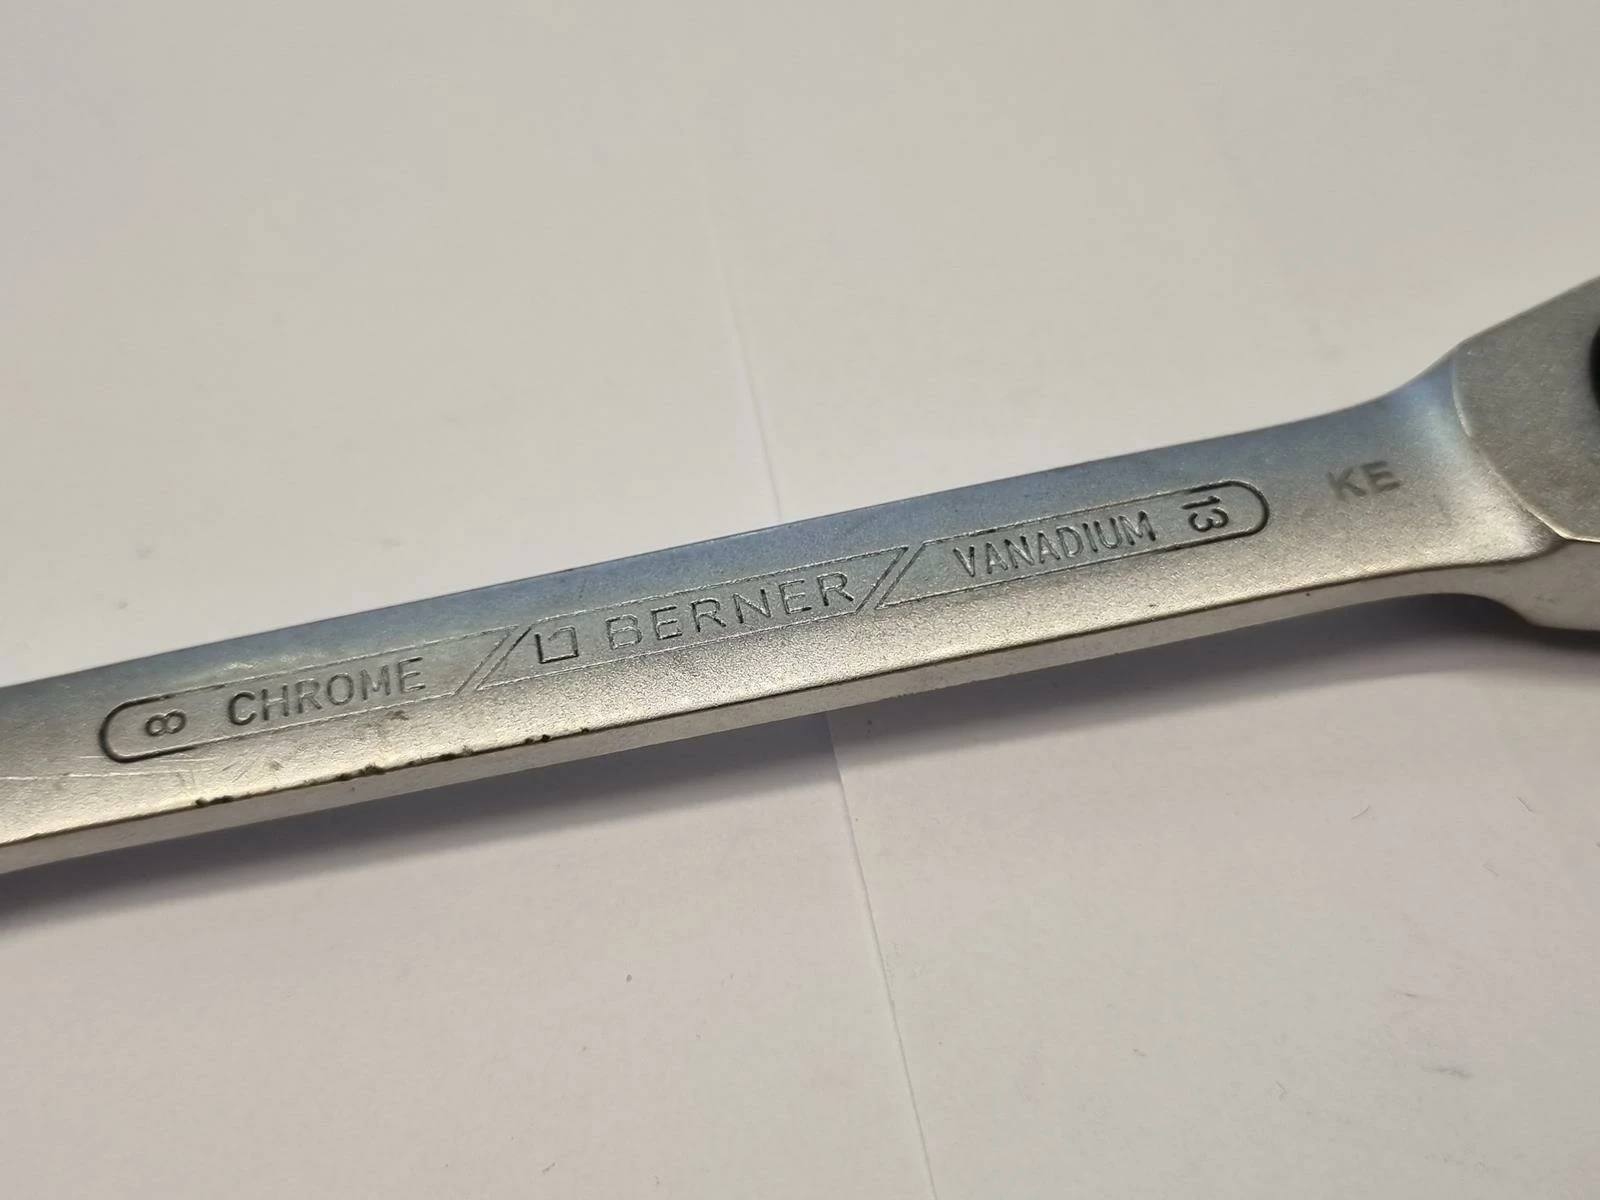 8 CHROME BERNER VANADIUM 13 KE